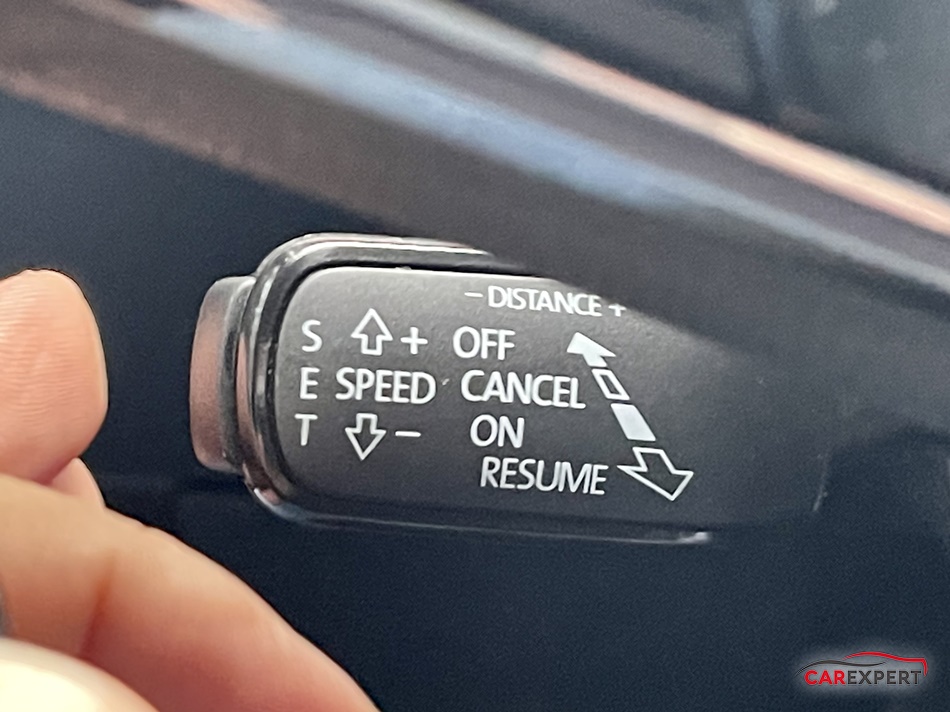 − DISTANCE +
S + OFF
E SPEED CANCEL
T − ON
RESUME
CAREXPERT